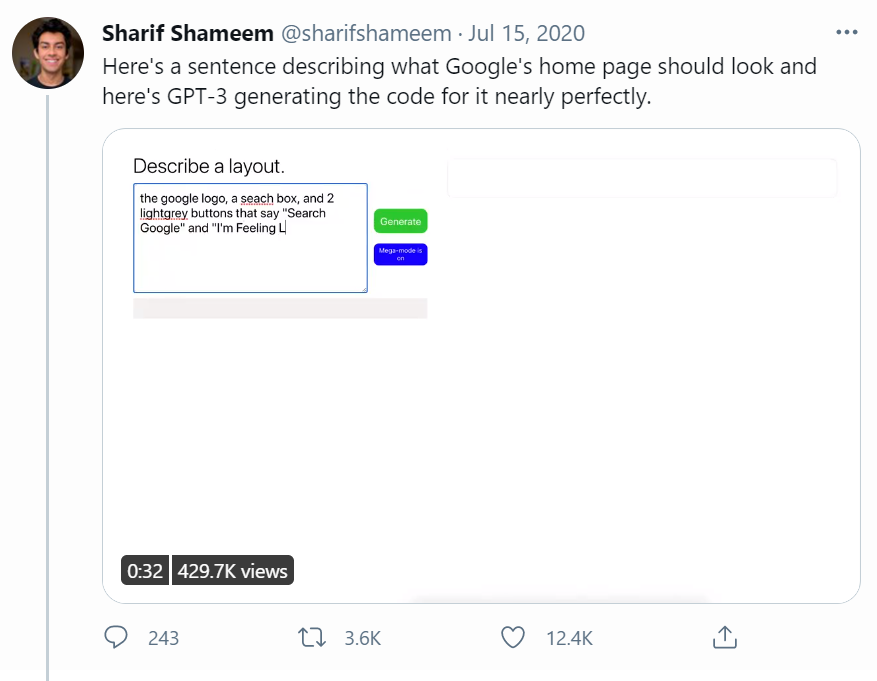 Sharif Shameem @sharifshameem · Jul 15, 2020
Here's a sentence describing what Google's home page should look and
here's GPT-3 generating the code for it nearly perfectly.
Describe a layout.
the google logo, a seach box, and 2
lightgrey buttons that say "Search
Google" and "I'm Feeling L
Generate
Mega-mode is
on
0:32 429.7K views
243 3.6K 12.4K